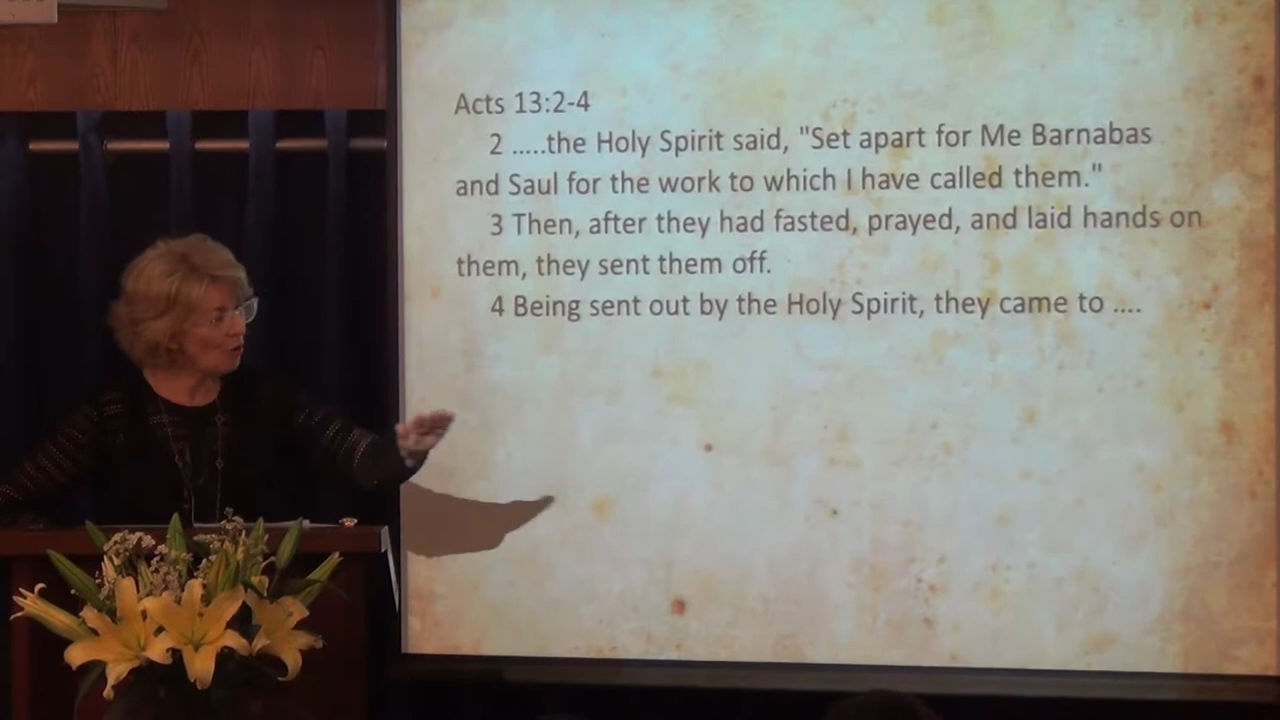 Acts 13:2-4
2 .....the Holy Spirit said, "Set apart for Me Barnabas
and Saul for the work to which I have called them."
3 Then, after they had fasted, prayed, and laid hands on
them, they sent them off.
4 Being sent out by the Holy Spirit, they came to ....